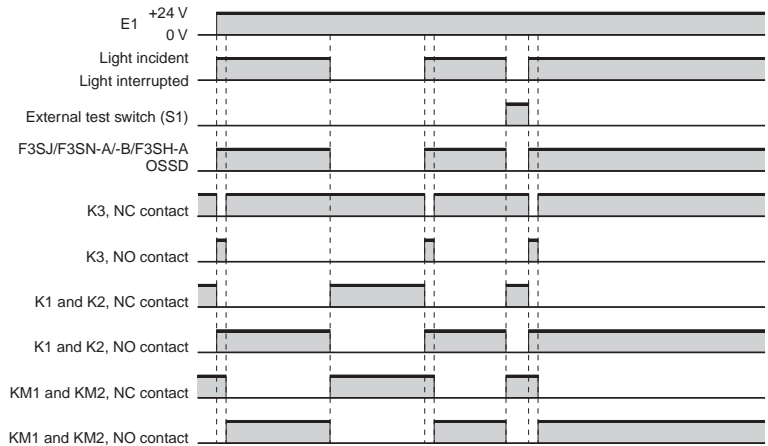 E1 +24 V
0 V
Light incident
Light interrupted
External test switch (S1)
F3SJ/F3SN-A/-B/F3SH-A
OSSD
K3, NC contact
K3, NO contact
K1 and K2, NC contact
K1 and K2, NO contact
KM1 and KM2, NC contact
KM1 and KM2, NO contact